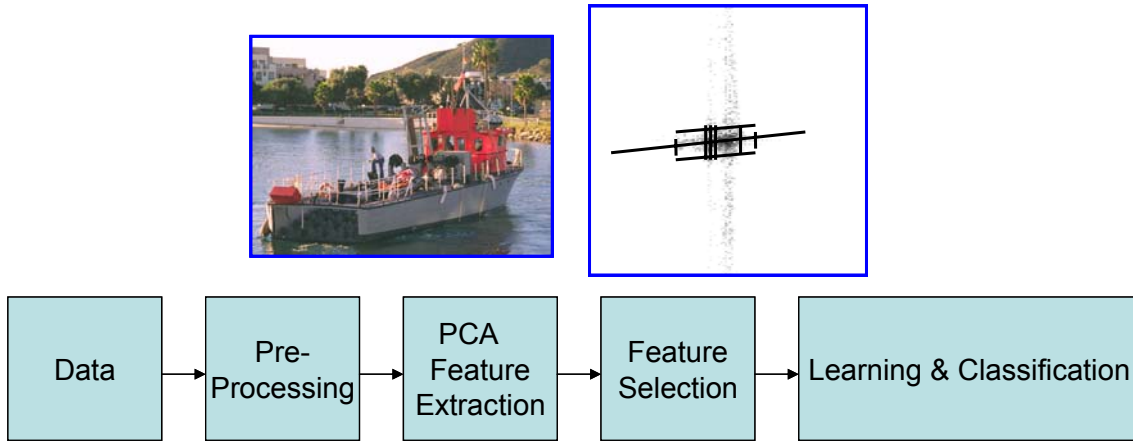 Data
Pre-
Processing
PCA
Feature
Extraction
Feature
Selection
Learning & Classification